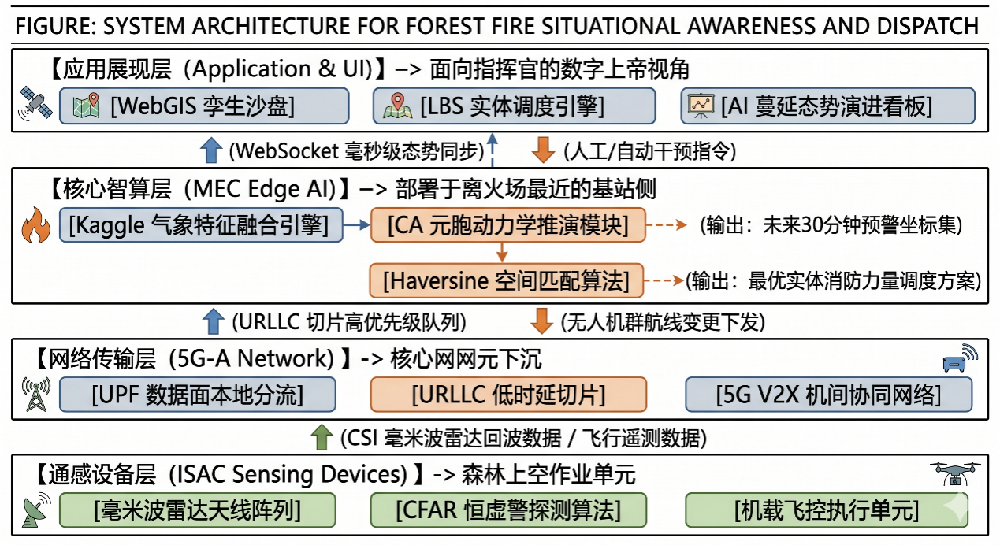 FIGURE: SYSTEM ARCHITECTURE FOR FOREST FIRE SITUATIONAL AWARENESS AND DISPATCH
【应用展现层 (Application & UI)】–> 面向指挥官的数字上帝视角
[WebGIS 孪生沙盘] [LBS 实体调度引擎] [AI 蔓延态势演进看板]
(WebSocket 毫秒级态势同步) (人工/自动干预指令)
【核心智算层 (MEC Edge AI)】–> 部署于离火场最近的基站侧
[Kaggle 气象特征融合引擎] [CA 元胞动力学推演模块] (输出：未来30分钟预警坐标集)
[Haversine 空间匹配算法] (输出：最优实体消防力量调度方案)
(URLLC 切片高优先级队列) (无人机群航线变更下发)
【网络传输层 (5G-A Network) 】-> 核心网网元下沉
[UPF 数据面本地分流] [URLLC 低时延切片] [5G V2X 机间协同网络]
(CSI 毫米波雷达回波数据 / 飞行遥测数据)
【通感设备层 (ISAC Sensing Devices) 】-> 森林上空作业单元
[毫米波雷达天线阵列] [CFAR 恒虚警探测算法] [机载飞控执行单元]